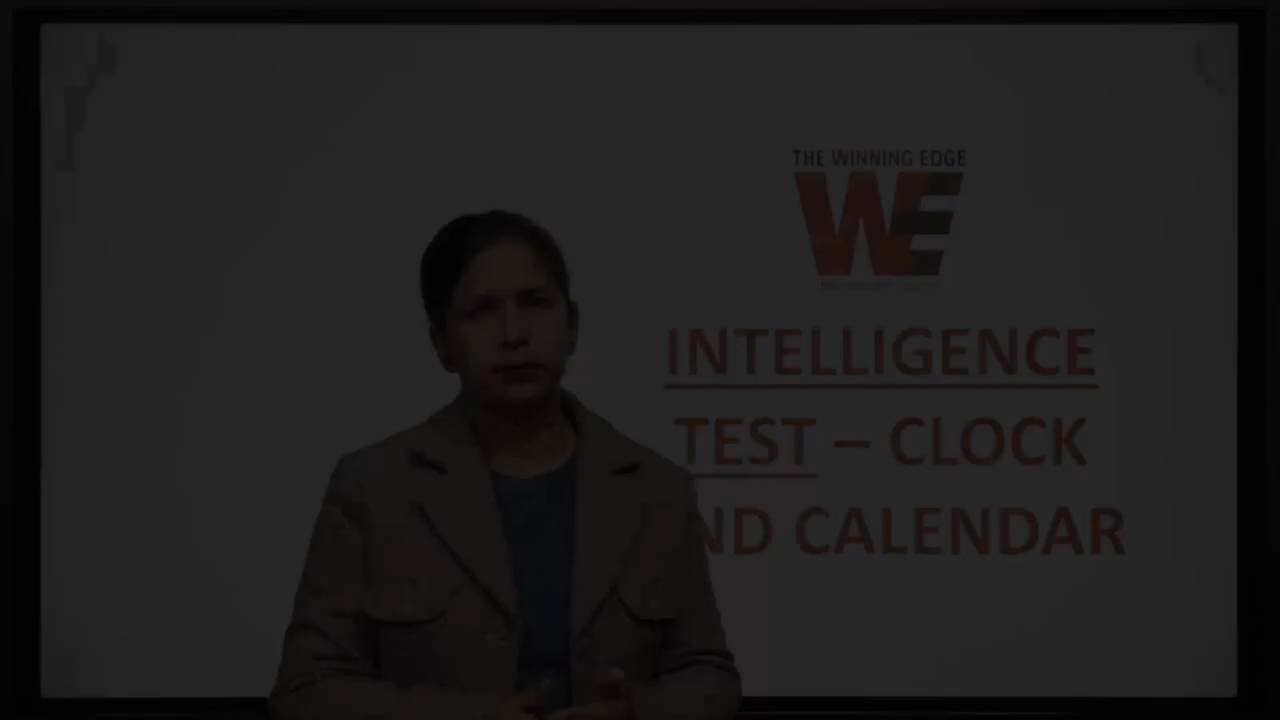 THE WINNING EDGE
WE
INTELLIGENCE
TEST – CLOCK
ND CALENDAR